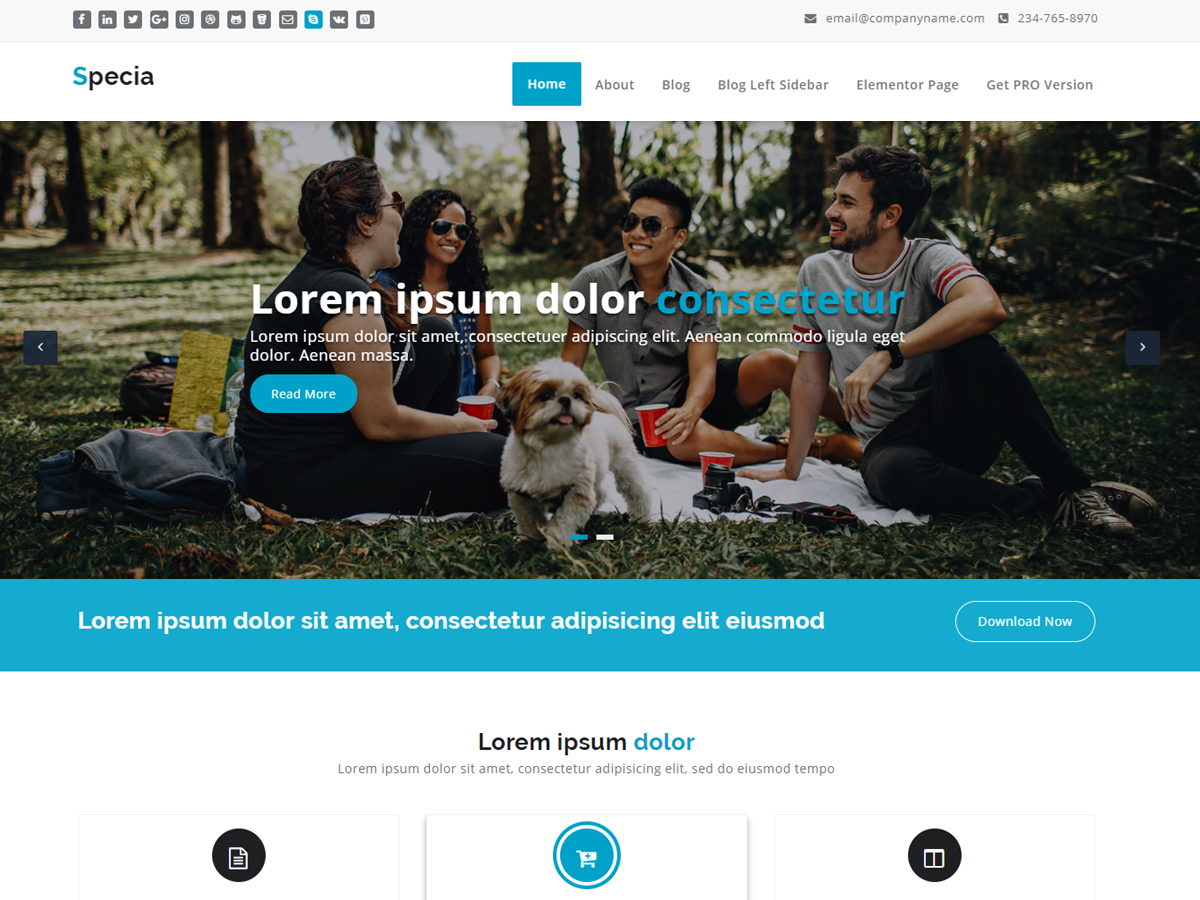 email@companyname.com 234-765-8970
Specia
Home About Blog Blog Left Sidebar Elementor Page Get PRO Version
Lorem ipsum dolor consectetur
Lorem ipsum dolor sit amet, consectetuer adipiscing elit. Aenean commodo ligula eget
dolor. Aenean massa.
Read More
Lorem ipsum dolor sit amet, consectetur adipisicing elit eiusmod
Download Now
Lorem ipsum dolor
Lorem ipsum dolor sit amet, consectetur adipisicing elit, sed do eiusmod tempo